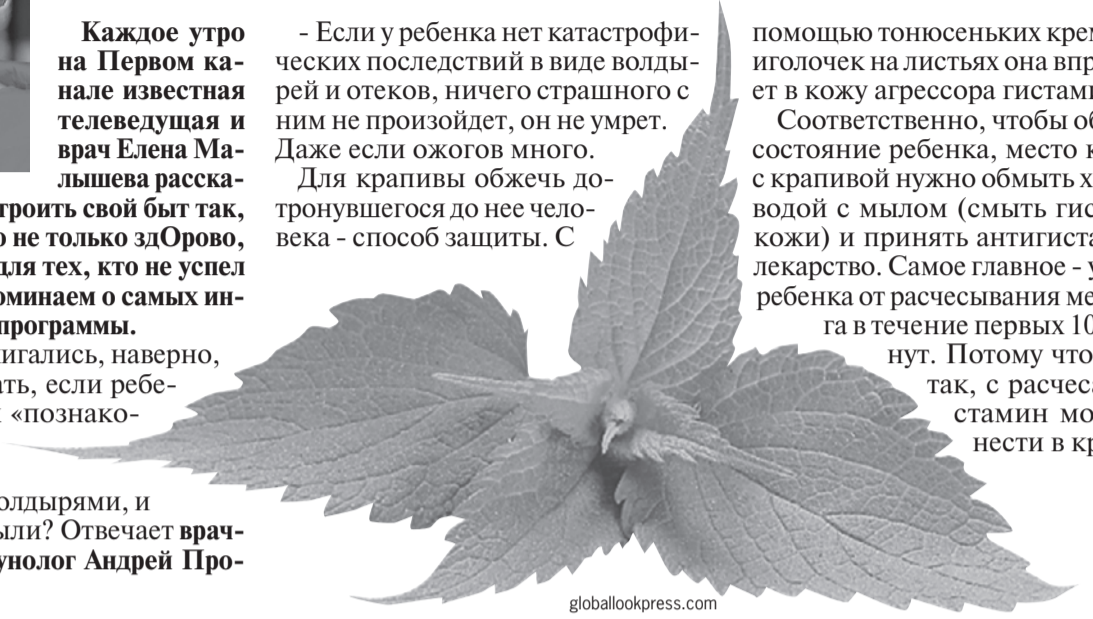 Каждое утро
на Первом ка-
нале известная
телеведущая и
врач Елена Ма-
лышева расска-
троить свой быт так,
о не только здОрово,
для тех, кто не успел
оминаем о самых ин-
программы.
игались, наверно,
ать, если ребе-
«познако-
олдырями, и
ыли? Отвечает врач-
унолог Андрей Про-
- Если у ребенка нет катастрофи-
ческих последствий в виде волды-
рей и отеков, ничего страшного с
ним не произойдет, он не умрет.
Даже если ожогов много.
Для крапивы обжечь до-
тронувшегося до нее чело-
века - способ защиты. С
помощью тонюсеньких крем
иголочек на листьях она впр
ет в кожу агрессора гистами
Соответственно, чтобы об
состояние ребенка, место к
с крапивой нужно обмыть х
водой с мылом (смыть гис
кожи) и принять антигиста
лекарство. Самое главное - у
ребенка от расчесывания ме
га в течение первых 10
нут. Потому что
так, с расчеса
стамин мо
нести в кр
globallookpress.com